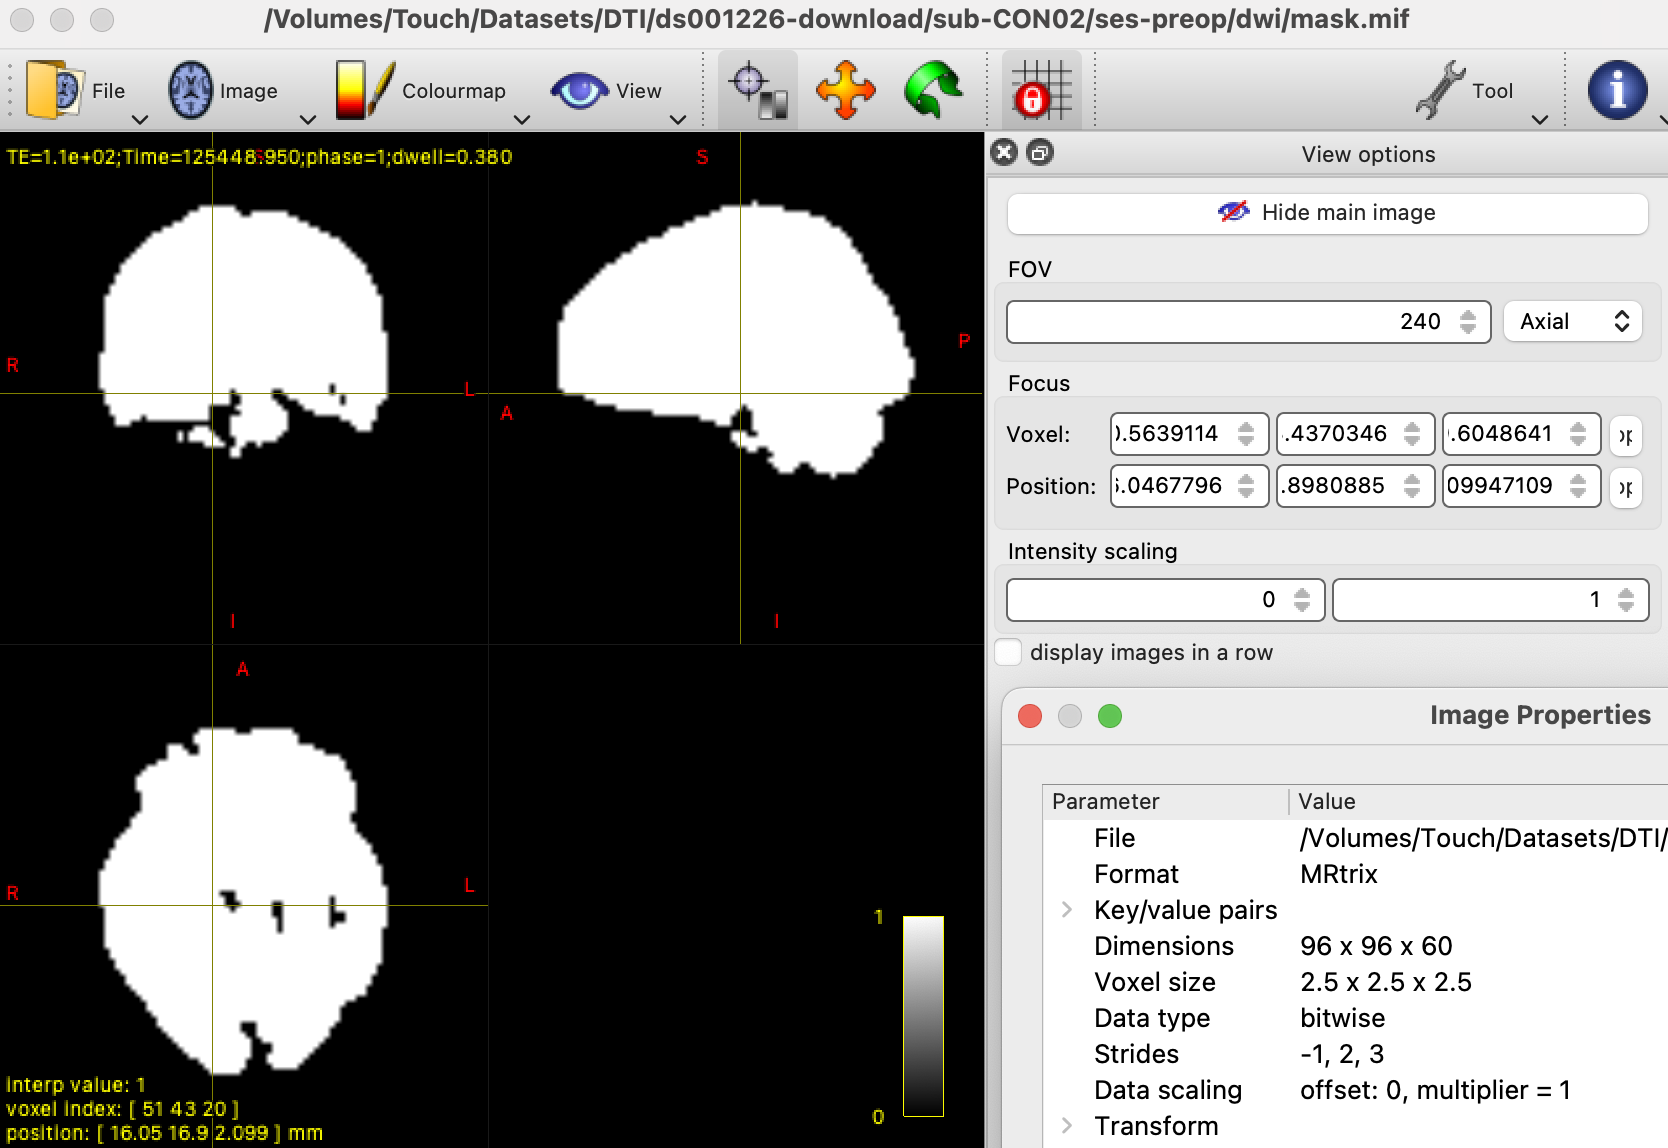 /Volumes/Touch/Datasets/DTI/ds001226-download/sub-CON02/ses-preop/dwi/mask.mif
File Image Colourmap View Tool
TE=1.1e+02;Time=125448.950;phase=1;dwell=0.380
S
View options
Hide main image
FOV
240 Axial
P
R
L
A
Focus
Voxel: .5639114 .4370346 .6048641
Position: .0467796 .8980885 09947109
Intensity scaling
0 1
I
I
display images in a row
A
Image Properties
Parameter Value
File /Volumes/Touch/Datasets/DTI/
Format MRtrix
Key/value pairs
Dimensions 96 x 96 x 60
Voxel size 2.5 x 2.5 x 2.5
Data type bitwise
Strides -1, 2, 3
Data scaling offset: 0, multiplier = 1
Transform
R
L
1
0
interp value: 1
voxel index: [ 51 43 20 ]
position: [ 16.05 16.9 2.099 ] mm